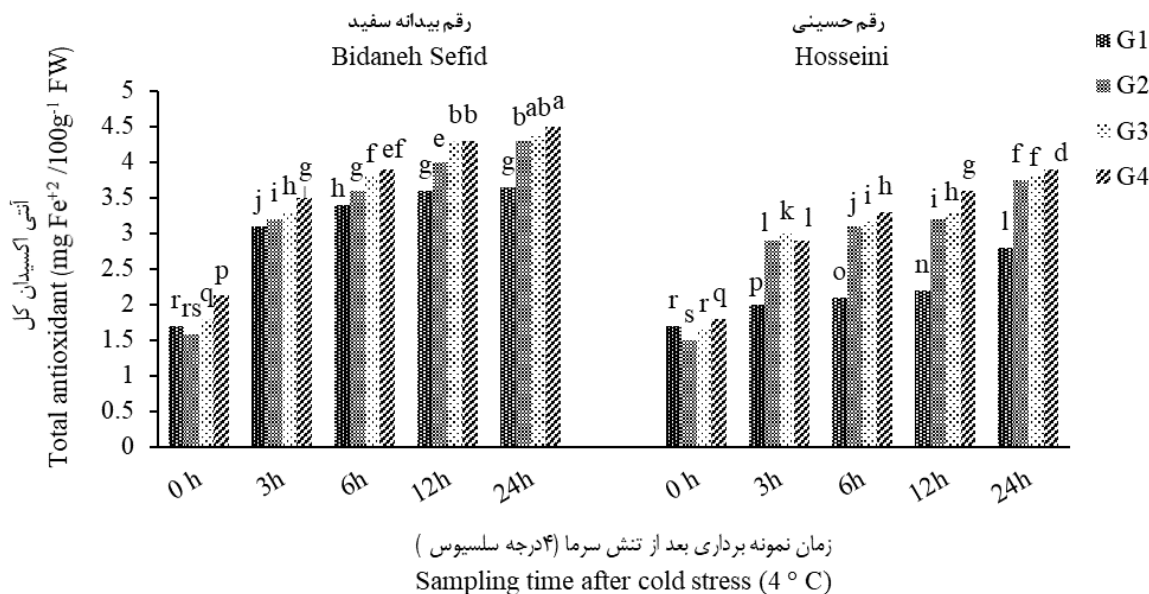 رقم بیدانه سفید
Bidaneh Sefid
رقم حسینی
Hosseini
G1
G2
G3
G4
آنتی اکسیدان کل
Total antioxidant (mg Fe+2 /100g-1 FW)
5
4.5
4
3.5
3
2.5
2
1.5
1
0.5
0
r rs q p
j i h g
h g f ef
g e b b
g b ab a
r s r q
p l k l
o j i h
n i h g
l f f d
0 h 3h 6h 12h 24h
0 h 3h 6h 12h 24h
زمان نمونه برداری بعد از تنش سرما (۴درجه سلسیوس )
Sampling time after cold stress (4 ° C)